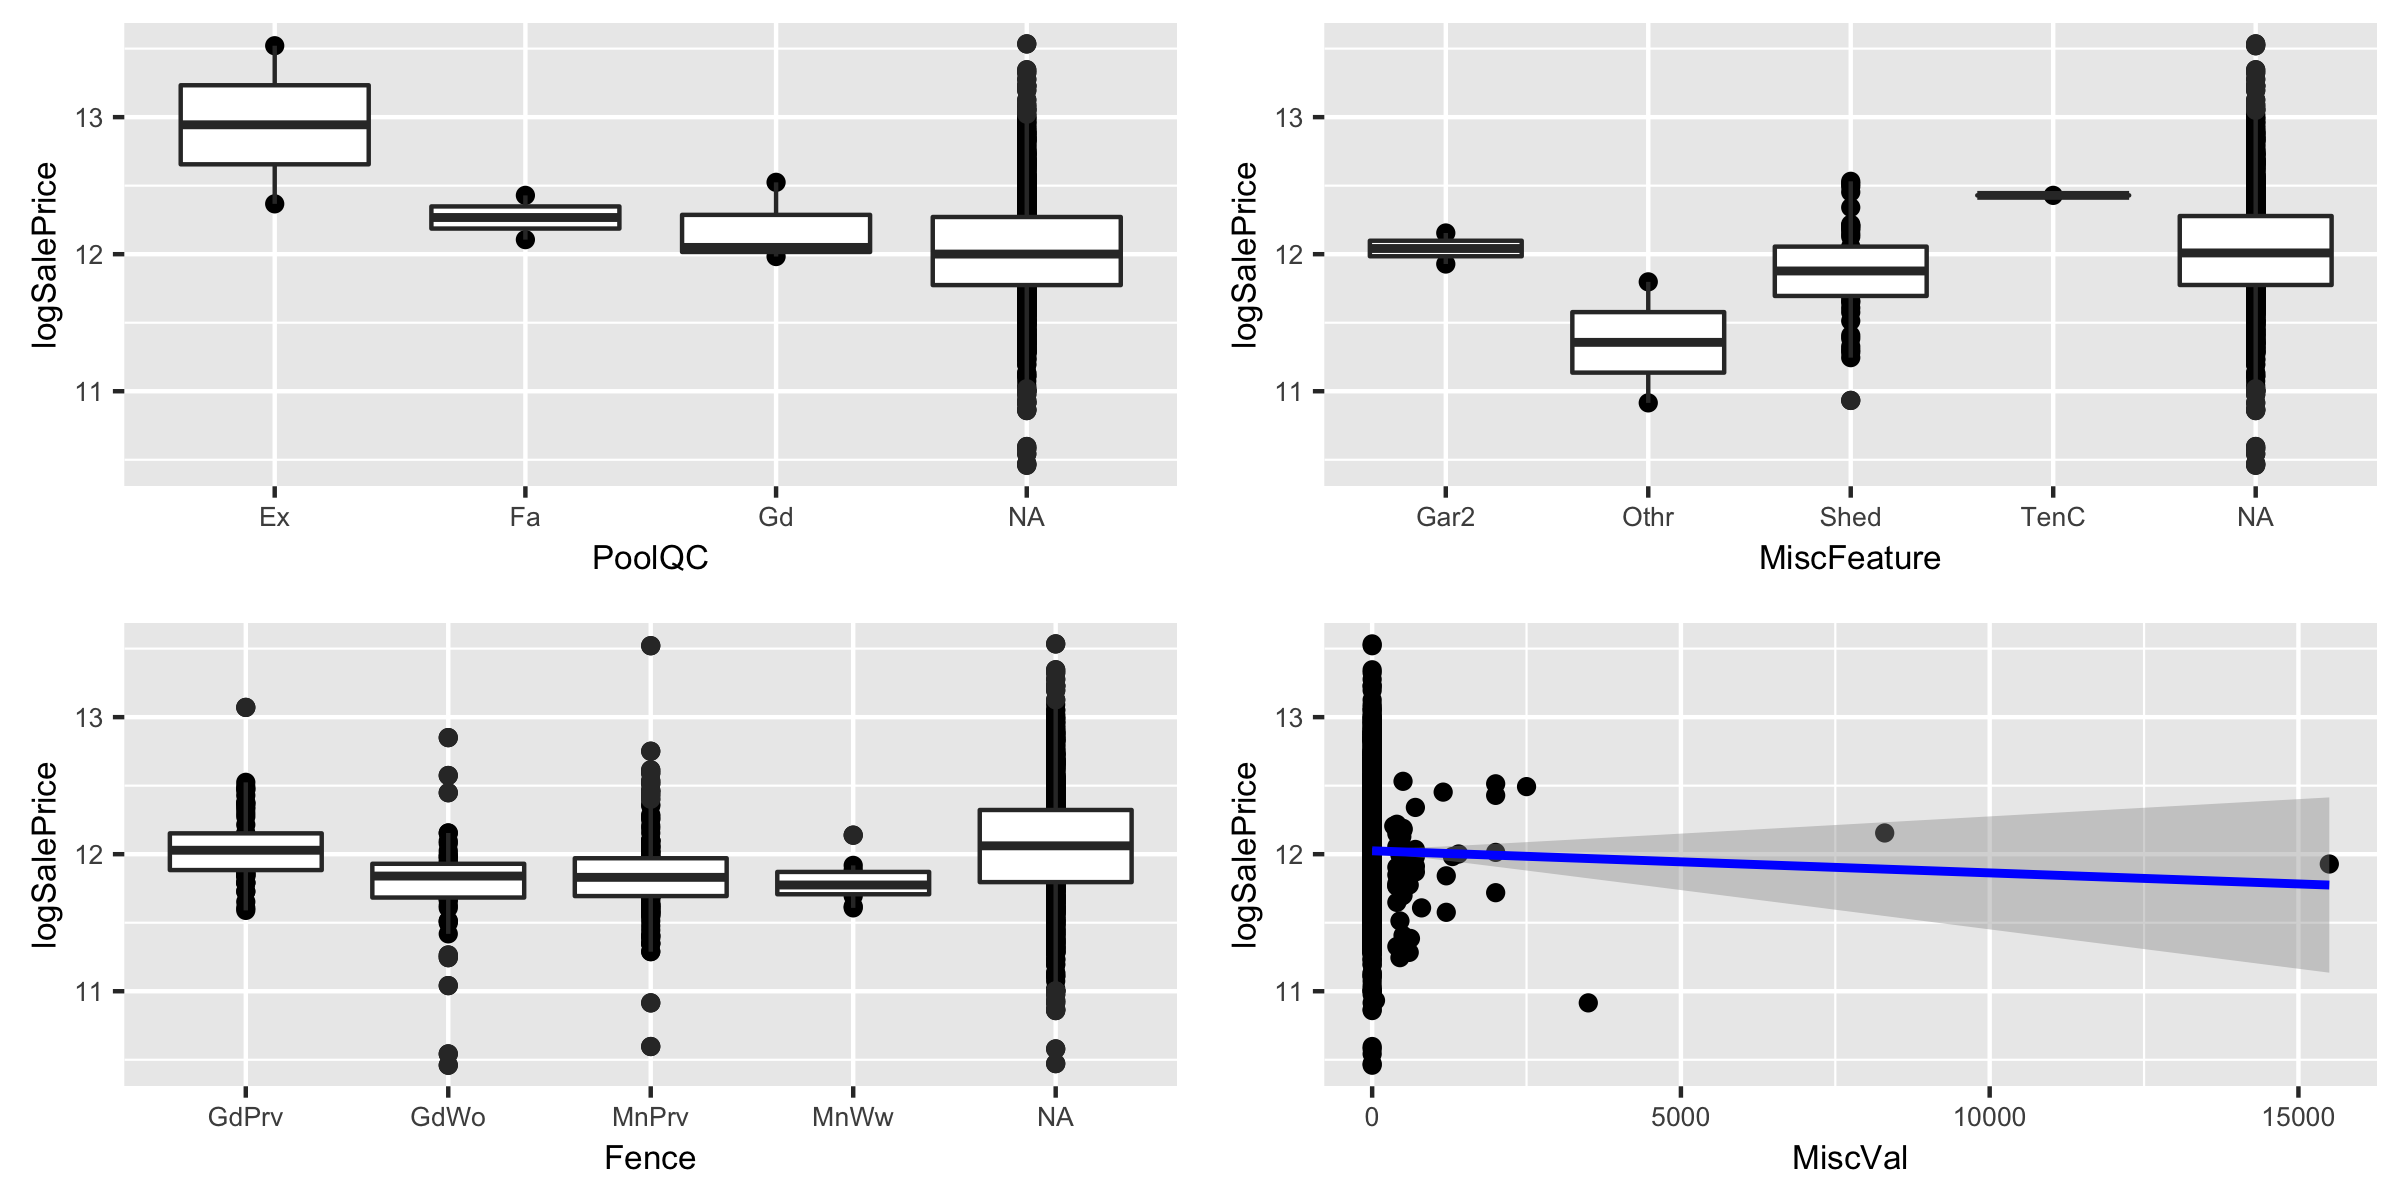 logSalePrice
13
12
11
Ex Fa Gd NA
PoolQC
logSalePrice
13
12
11
Gar2 Othr Shed TenC NA
MiscFeature
logSalePrice
13
12
11
GdPrv GdWo MnPrv MnWw NA
Fence
logSalePrice
13
12
11
0 5000 10000 15000
MiscVal